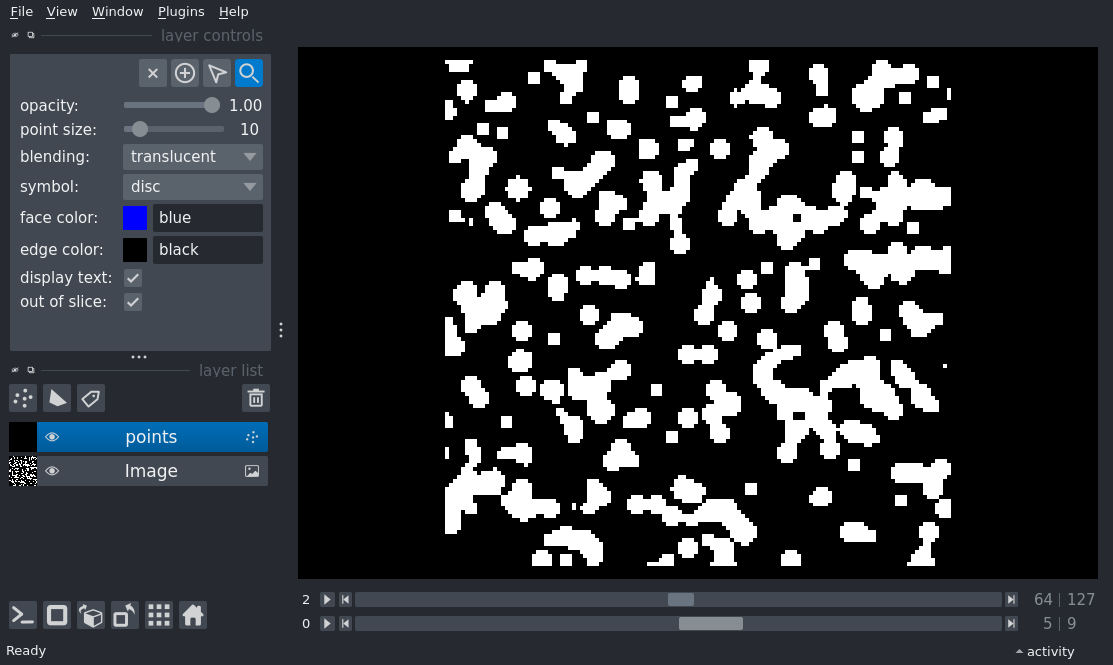 File View Window Plugins Help
layer controls
opacity: 1.00
point size: 10
blending: translucent
symbol: disc
face color: blue
edge color: black
display text:
out of slice:
layer list
points
Image
2 64 | 127
0 5 | 9
Ready activity